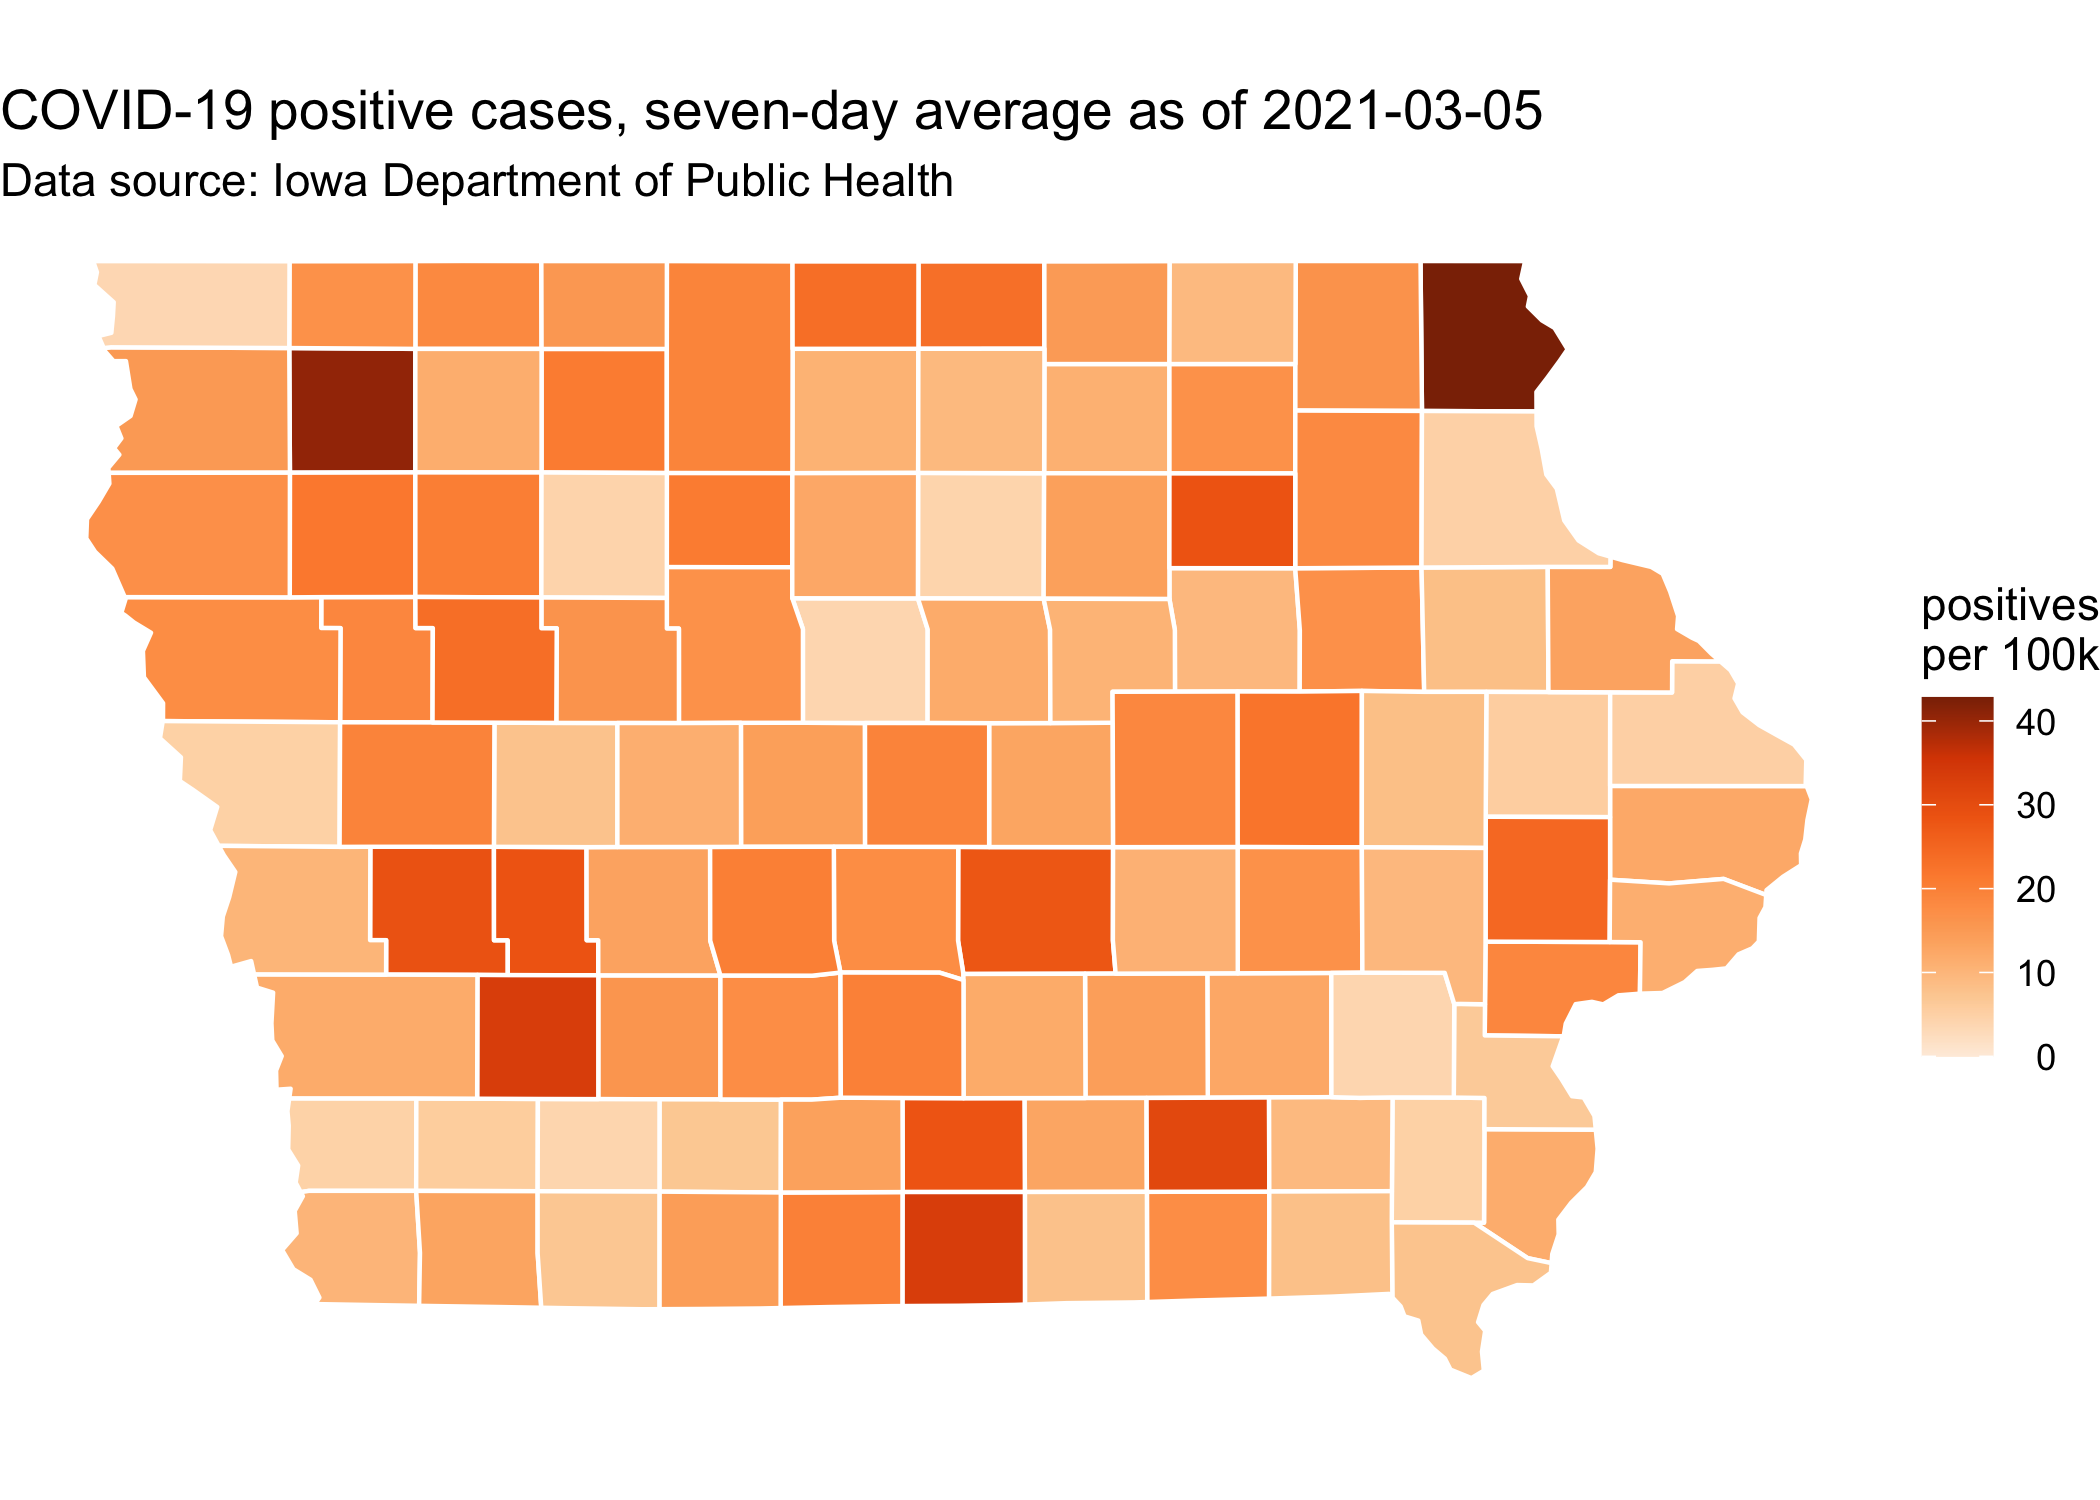 COVID-19 positive cases, seven-day average as of 2021-03-05
Data source: Iowa Department of Public Health
positives
per 100k
40
30
20
10
0